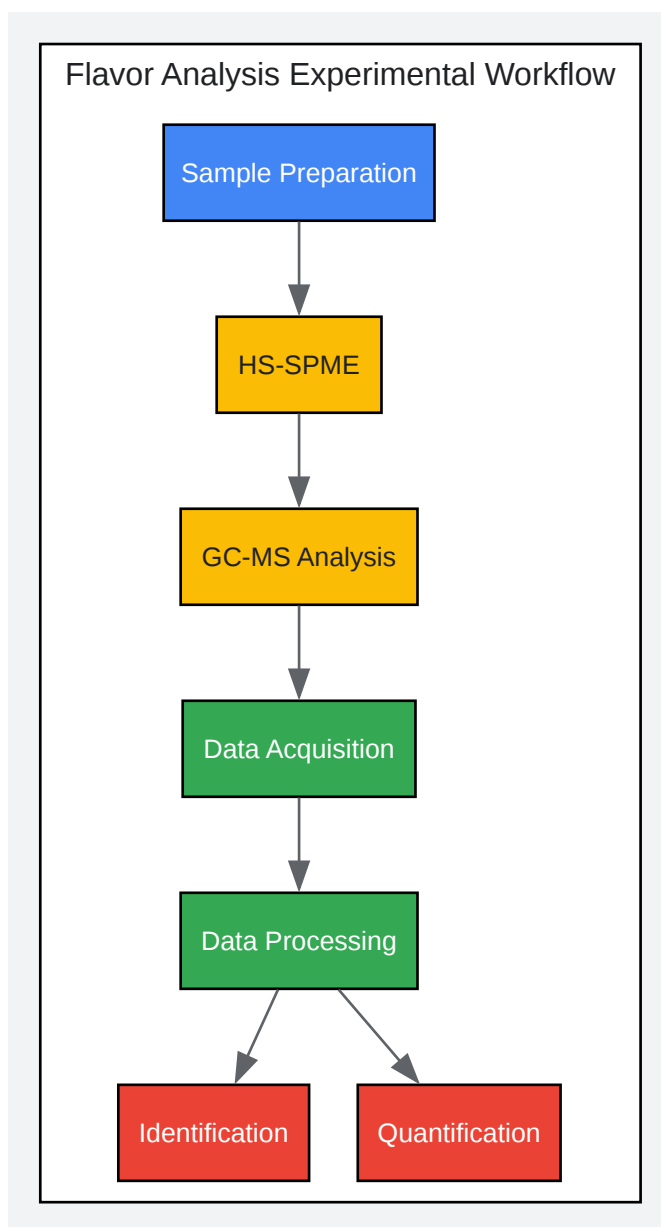 Flavor Analysis Experimental Workflow
Sample Preparation
HS-SPME
GC-MS Analysis
Data Acquisition
Data Processing
Identification
Quantification